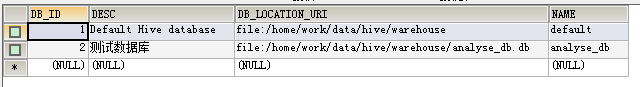 DB_ID DESC DB_LOCATION_URI NAME
1 Default Hive database file:/home/work/data/hive/warehouse default
2 测试数据库 file:/home/work/data/hive/warehouse/analyse_db.db analyse_db
* (NULL) (NULL) (NULL) (NULL)